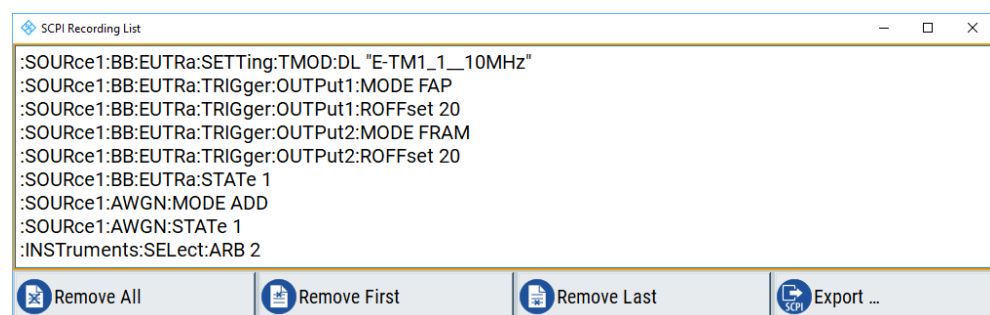 SCPI Recording List
:SOURce1:BB:EUTRa:SETTing:TMOD:DL "E-TM1_1__10MHz"
:SOURce1:BB:EUTRa:TRIGger:OUTPut1:MODE FAP
:SOURce1:BB:EUTRa:TRIGger:OUTPut1:ROFFset 20
:SOURce1:BB:EUTRa:TRIGger:OUTPut2:MODE FRAM
:SOURce1:BB:EUTRa:TRIGger:OUTPut2:ROFFset 20
:SOURce1:BB:EUTRa:STATe 1
:SOURce1:AWGN:MODE ADD
:SOURce1:AWGN:STATe 1
:INSTruments:SELect:ARB 2
Remove All Remove First Remove Last SCPI Export ...